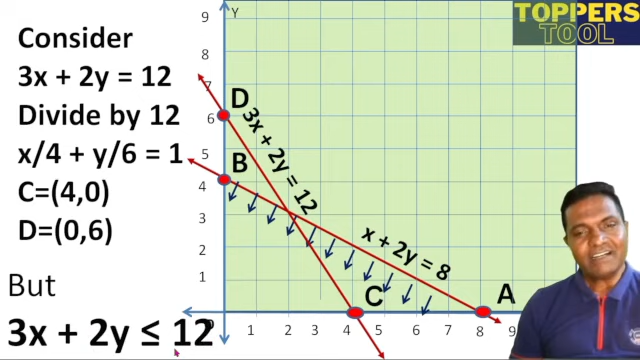 Consider
3x + 2y = 12
Divide by 12
x/4 + y/6 = 1
C=(4,0)
D=(0,6)
But
3x + 2y ≤ 12
TOPPERS
TOOL
Y
9
8
7
6
5
4
3
2
1
0
1
2
3
4
5
6
7
8
9
D
3x + 2y = 12
B
x + 2y = 8
C
A